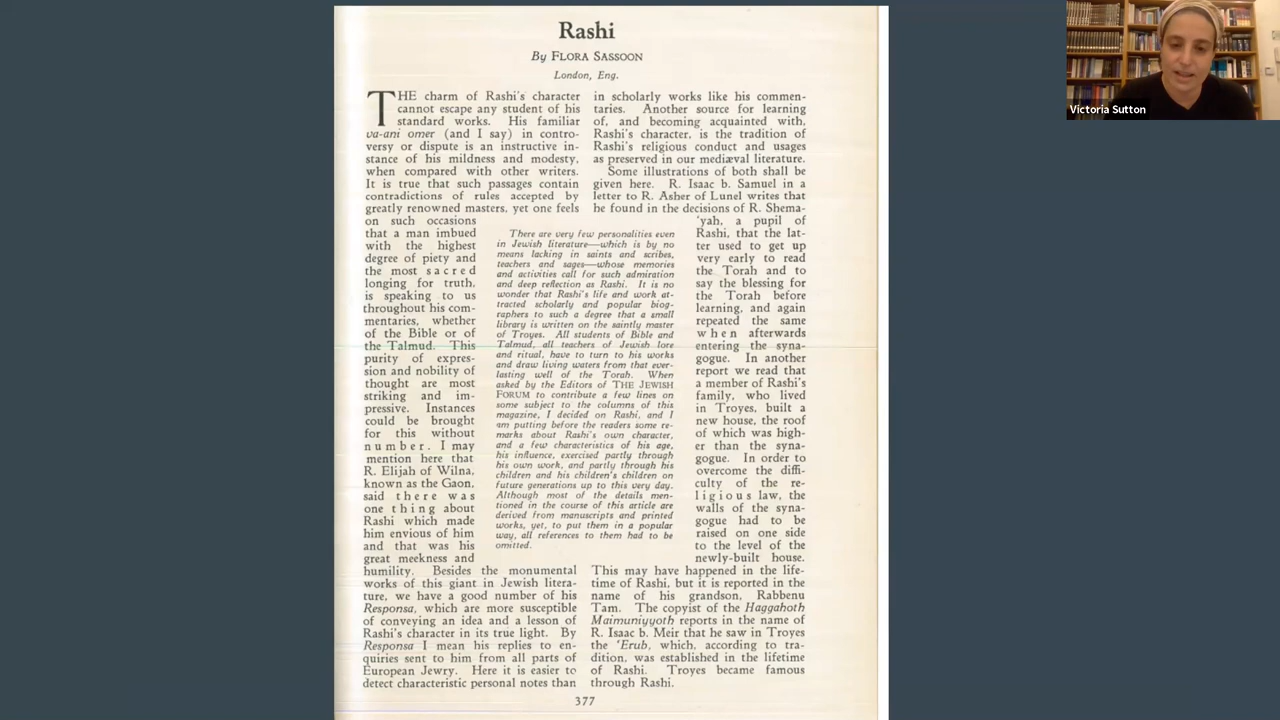 Rashi
By FLORA SASSOON
London, Eng.
THE charm of Rashi's character
cannot escape any student of his
standard works. His familiar
va-ani omer (and I say) in contro-
versy or dispute is an instructive in-
stance of his mildness and modesty,
when compared with other writers.
It is true that such passages contain
contradictions of rules accepted by
greatly renowned masters, yet one feels
on such occasions
that a man imbued
with the highest
degree of piety and
the most sacred
longing for truth,
is speaking to us
throughout his com-
mentaries, whether
of the Bible or of
the Talmud. This
purity of expres-
sion and nobility of
thought are most
striking and im-
pressive. Instances
could be brought
for this without
number. I may
mention here that
R. Elijah of Wilna,
known as the Gaon,
said there was
one thing about
Rashi which made
him envious of him
and that was his
great meekness and
humility. Besides the monumental
works of this giant in Jewish litera-
ture, we have a good number of his
Responsa, which are more susceptible
of conveying an idea and a lesson of
Rashi's character in its true light. By
Responsa I mean his replies to en-
quiries sent to him from all parts of
European Jewry. Here it is easier to
detect characteristic personal notes than
There are very few personalities even
in Jewish literature—which is by no
means lacking in saints and scribes,
teachers and sages—whose memories
and activities call for such admiration
and deep reflection as Rashi. It is no
wonder that Rashi's life and work at-
tracted scholarly and popular biog-
raphers to such a degree that a small
library is written on the saintly master
of Troyes. All students of Bible and
Talmud, all teachers of Jewish lore
and ritual, have to turn to his works
and draw living waters from that ever-
lasting well of the Torah. When
asked by the Editors of THE JEWISH
FORUM to contribute a few lines on
some subject to the columns of this
magazine, I decided on Rashi, and I
am putting before the readers some re-
marks about Rashi's own character,
and a few characteristics of his age,
his influence, exercised partly through
his own work, and partly through his
children and his children's children on
future generations up to this very day.
Although most of the details men-
tioned in the course of this article are
derived from manuscripts and printed
works, yet, to put them in a popular
way, all references to them had to be
omitted.
in scholarly works like his commen-
taries. Another source for learning
of, and becoming acquainted with,
Rashi's character, is the tradition of
Rashi's religious conduct and usages
as preserved in our mediæval literature.
Some illustrations of both shall be
given here. R. Isaac b. Samuel in a
letter to R. Asher of Lunel writes that
he found in the decisions of R. Shema-
'yah, a pupil of
Rashi, that the lat-
ter used to get up
very early to read
the Torah and to
say the blessing for
the Torah before
learning, and again
repeated the same
when afterwards
entering the syna-
gogue. In another
report we read that
a member of Rashi's
family, who lived
in Troyes, built a
new house, the roof
of which was high-
er than the syna-
gogue. In order to
overcome the diffi-
culty of the re-
ligious law, the
walls of the syna-
gogue had to be
raised on one side
to the level of the
newly-built house.
This may have happened in the life-
time of Rashi, but it is reported in the
name of his grandson, Rabbenu
Tam. The copyist of the Haggahoth
Maimuniyyoth reports in the name of
R. Isaac b. Meir that he saw in Troyes
the 'Erub, which, according to tra-
dition, was established in the lifetime
of Rashi. Troyes became famous
through Rashi.
377
Victoria Sutton